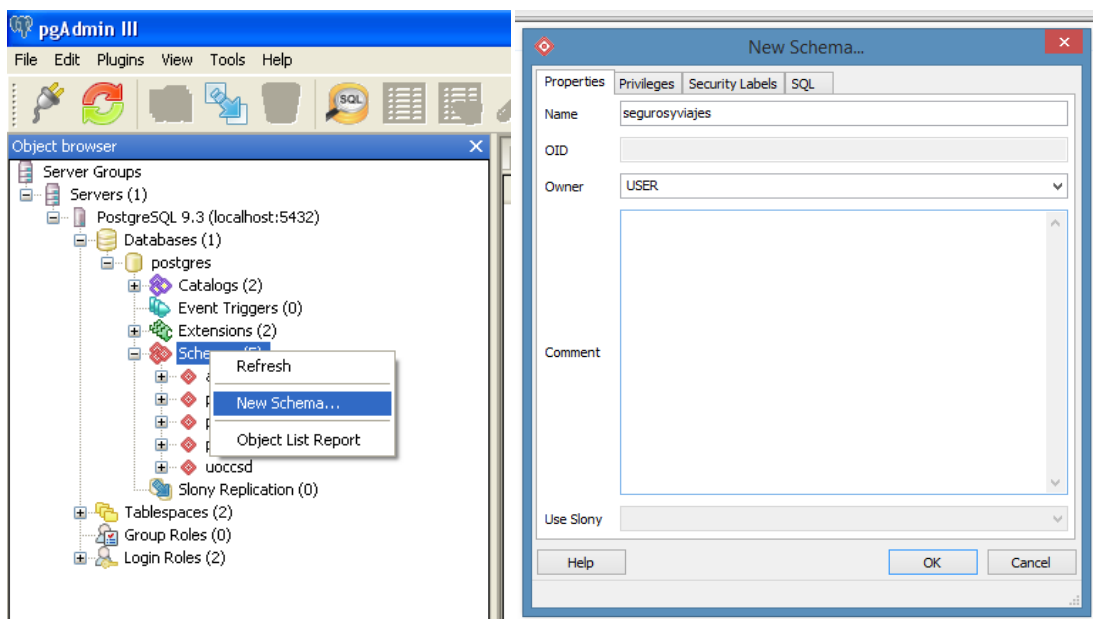 pgAdmin III
File Edit Plugins View Tools Help
SQL
Object browser X
Server Groups
Servers (1)
PostgreSQL 9.3 (localhost:5432)
Databases (1)
postgres
Catalogs (2)
Event Triggers (0)
Extensions (2)
Refresh
New Schema...
Object List Report
uoccsd
Slony Replication (0)
Tablespaces (2)
Group Roles (0)
Login Roles (2)
New Schema...
Properties Privileges Security Labels SQL
Name segurosyviajes
OID
Owner USER
Comment
Use Slony
Help OK Cancel